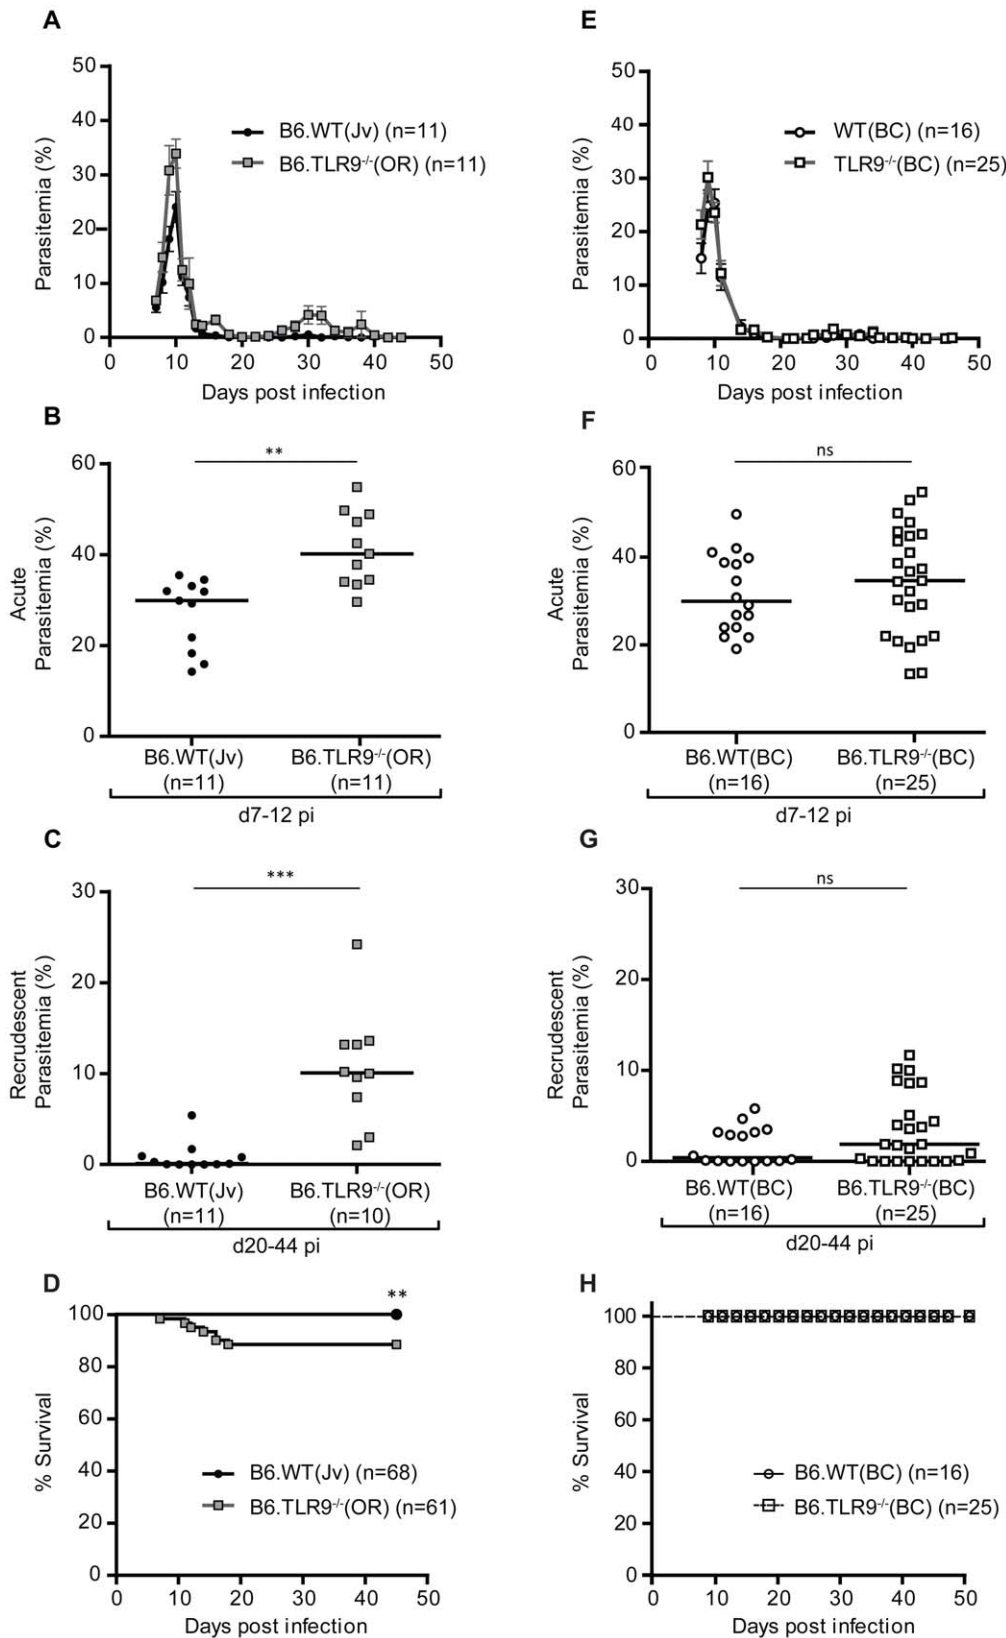 A
Parasitemia (%)
50
40
30
20
10
0
B6.WT(Jv) (n=11)
B6.TLR9-/-(OR) (n=11)
0 10 20 30 40 50
Days post infection
B
Acute
Parasitemia (%)
60
40
20
0
**
B6.WT(Jv) B6.TLR9-/-(OR)
(n=11) (n=11)
d7-12 pi
C
Recrudescent
Parasitemia (%)
30
20
10
0
***
B6.WT(Jv) B6.TLR9-/-(OR)
(n=11) (n=10)
d20-44 pi
D
% Survival
100
80
60
40
20
0
**
B6.WT(Jv) (n=68)
B6.TLR9-/-(OR) (n=61)
0 10 20 30 40 50
Days post infection
E
Parasitemia (%)
50
40
30
20
10
0
WT(BC) (n=16)
TLR9-/-(BC) (n=25)
0 10 20 30 40 50
Days post infection
F
Acute
Parasitemia (%)
60
40
20
0
ns
B6.WT(BC) B6.TLR9-/-(BC)
(n=16) (n=25)
d7-12 pi
G
Recrudescent
Parasitemia (%)
30
20
10
0
ns
B6.WT(BC) B6.TLR9-/-(BC)
(n=16) (n=25)
d20-44 pi
H
% Survival
100
80
60
40
20
0
B6.WT(BC) (n=16)
B6.TLR9-/-(BC) (n=25)
0 10 20 30 40 50
Days post infection